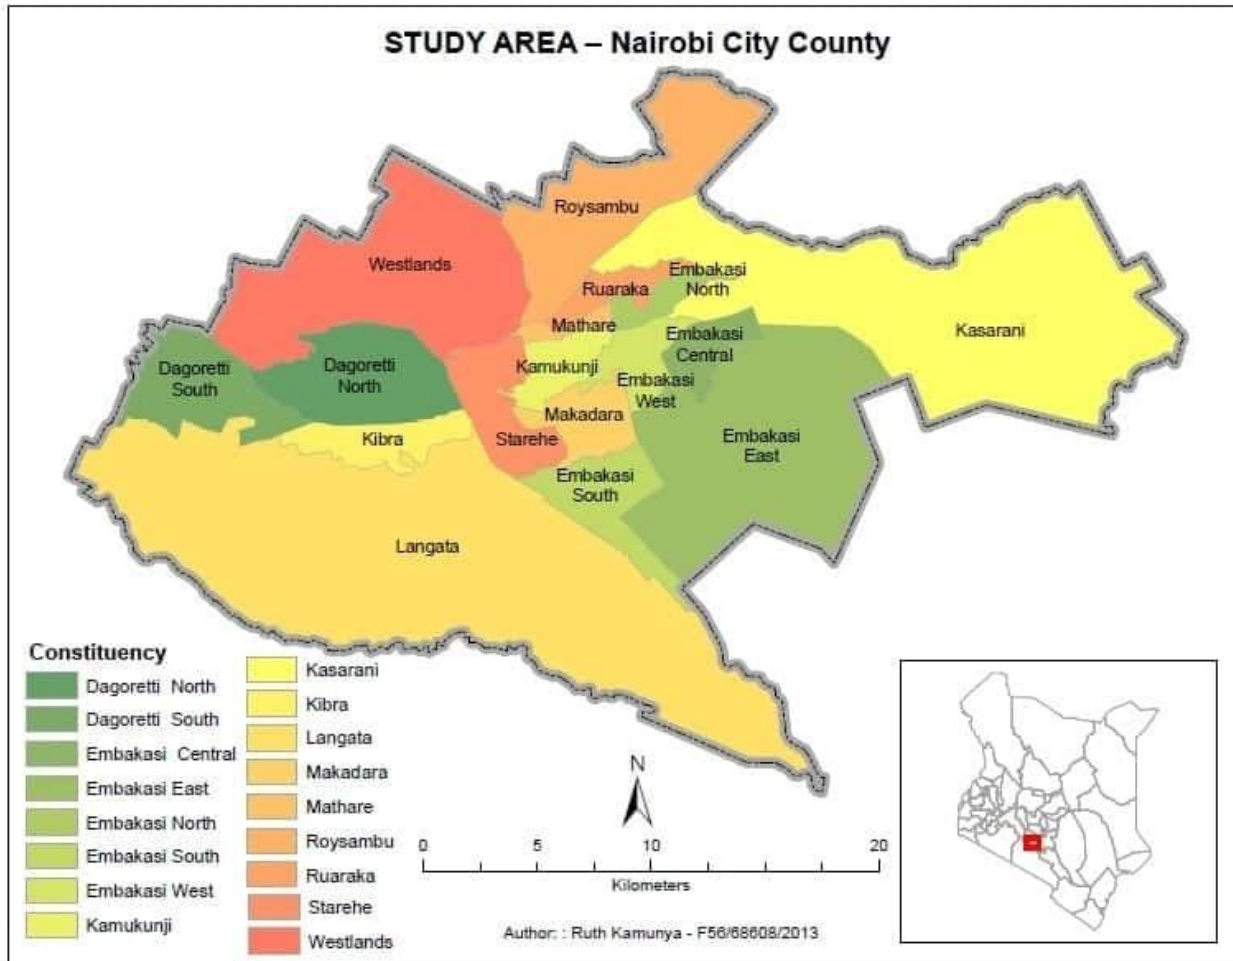 STUDY AREA – Nairobi City County
Roysambu
Westlands
Embakasi
North
Ruaraka
Kasarani
Mathare
Embakasi
Central
Dagoretti
South
Dagoretti
North
Kamukunji
Embakasi
West
Makadara
Kibra
Starehe
Embakasi
East
Embakasi
South
Langata
Constituency
Dagoretti North
Dagoretti South
Embakasi Central
Embakasi East
Embakasi North
Embakasi South
Embakasi West
Kamukunji
Kasarani
Kibra
Langata
Makadara
Mathare
Roysambu
Ruaraka
Starehe
Westlands
N
0 5 10 20
Kilometers
Author: : Ruth Kamunya - F56/68608/2013